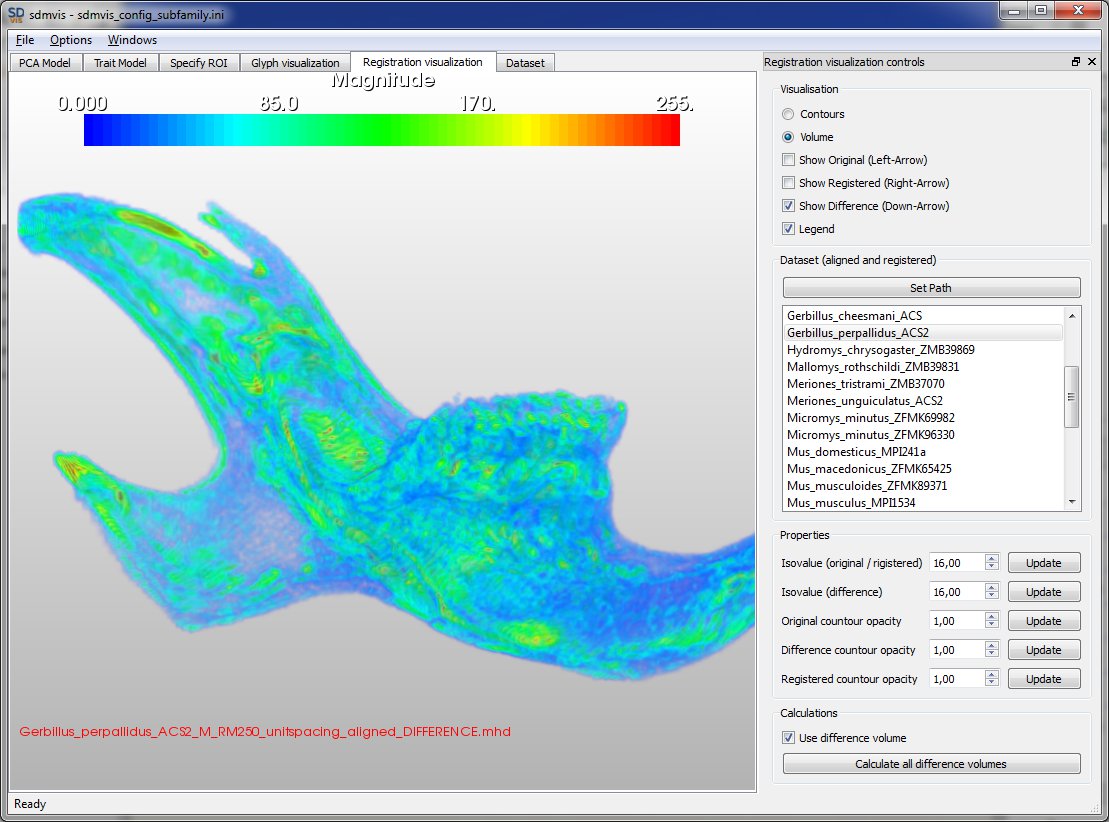 SD VIS sdmvis - sdmvis_config_subfamily.ini
File Options Windows
PCA Model Trait Model Specify ROI Glyph visualization Registration visualization Dataset
Magnitude
0.000 85.0 170. 255.
Gerbillus_perpallidus_ACS2_M_RM250_unitspacing_aligned_DIFFERENCE.mhd
Registration visualization controls
Visualisation
Contours
Volume
Show Original (Left-Arrow)
Show Registered (Right-Arrow)
Show Difference (Down-Arrow)
Legend
Dataset (aligned and registered)
Set Path
Gerbillus_cheesmani_ACS
Gerbillus_perpallidus_ACS2
Hydromys_chrysogaster_ZMB39869
Mallomys_rothschildi_ZMB39831
Meriones_tristrami_ZMB37070
Meriones_unguiculatus_ACS2
Micromys_minutus_ZFMK69982
Micromys_minutus_ZFMK96330
Mus_domesticus_MPI241a
Mus_macedonicus_ZFMK65425
Mus_musculoides_ZFMK89371
Mus_musculus_MPI1534
Properties
Isovalue (original / rigistered) 16,00 Update
Isovalue (difference) 16,00 Update
Original countour opacity 1,00 Update
Difference countour opacity 1,00 Update
Registered countour opacity 1,00 Update
Calculations
Use difference volume
Calculate all difference volumes
Ready